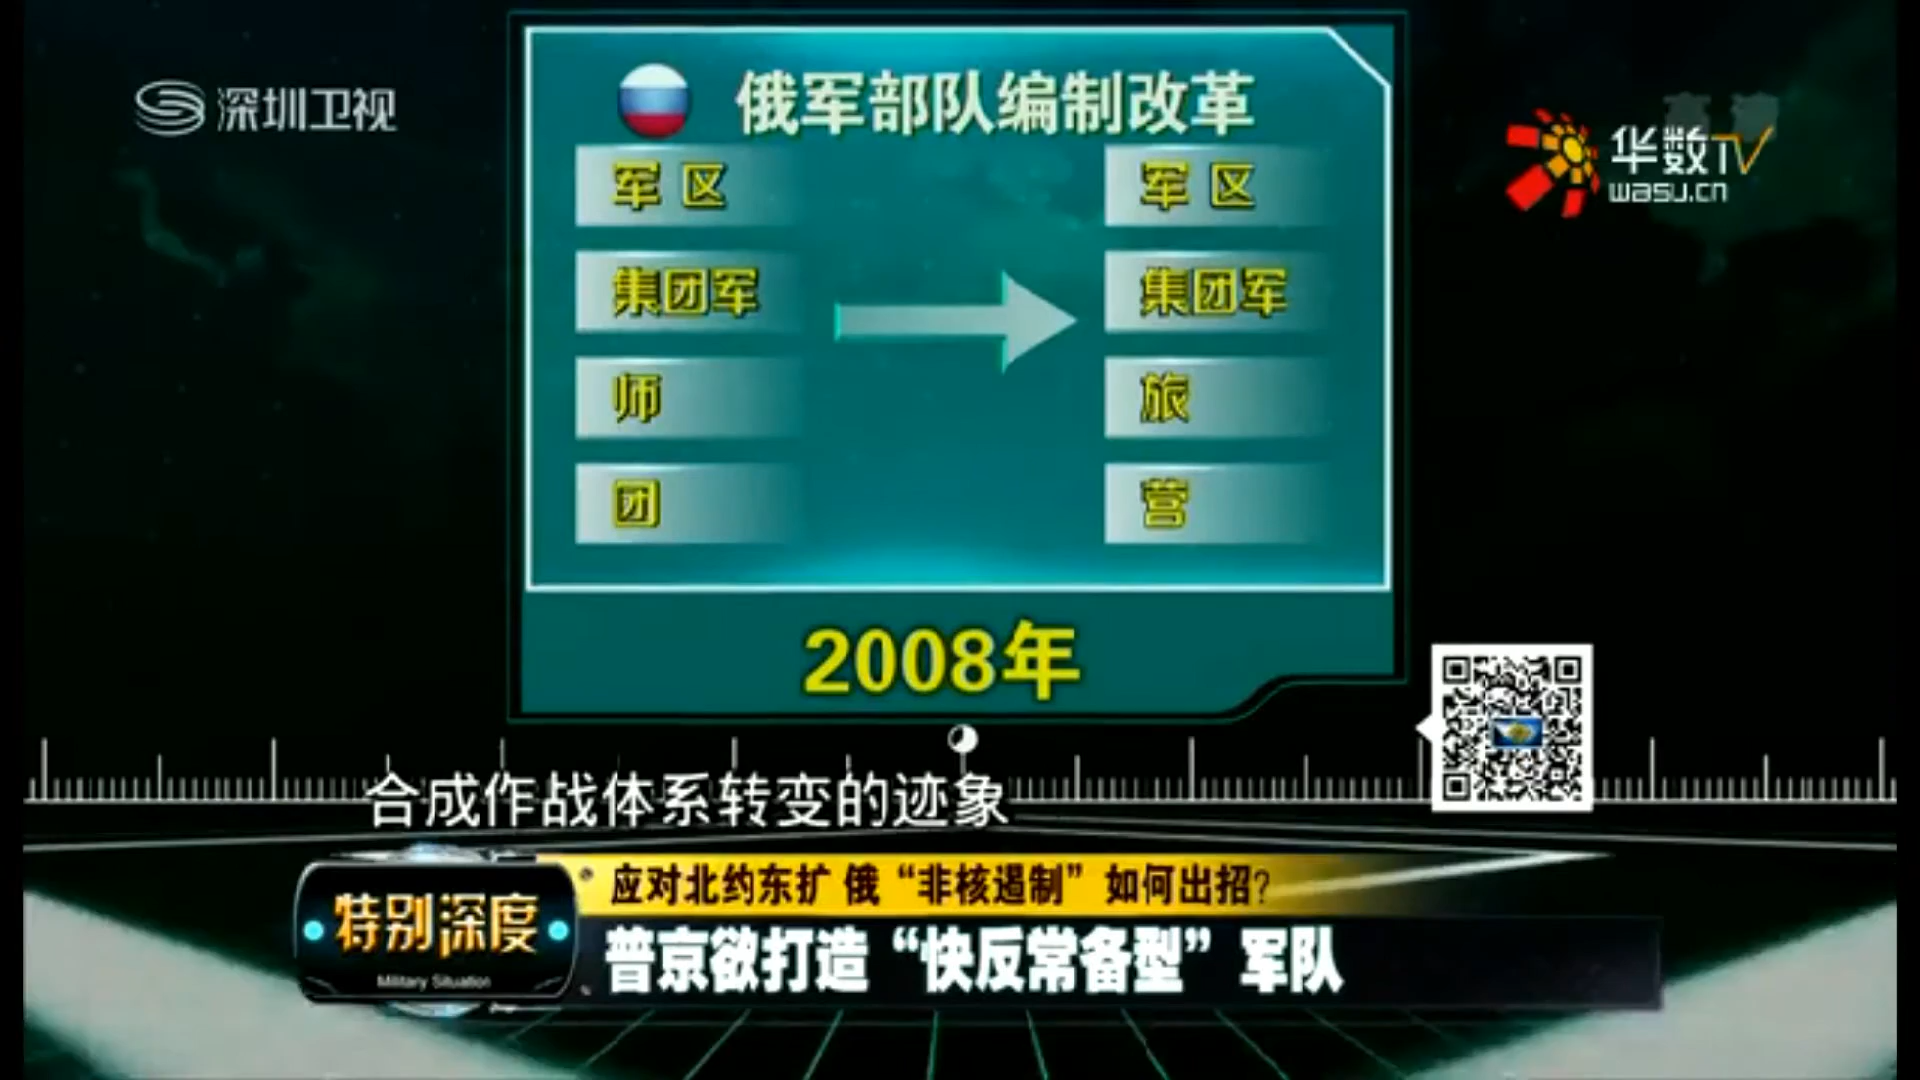 深圳卫视
华数TV
wasu.cn
俄军部队编制改革
军区
军区
集团军
集团军
师
旅
团
营
2008年
合成作战体系转变的迹象
特别深度
Military Situation
应对北约东扩 俄“非核遏制”如何出招?
普京欲打造“快反常备型”军队